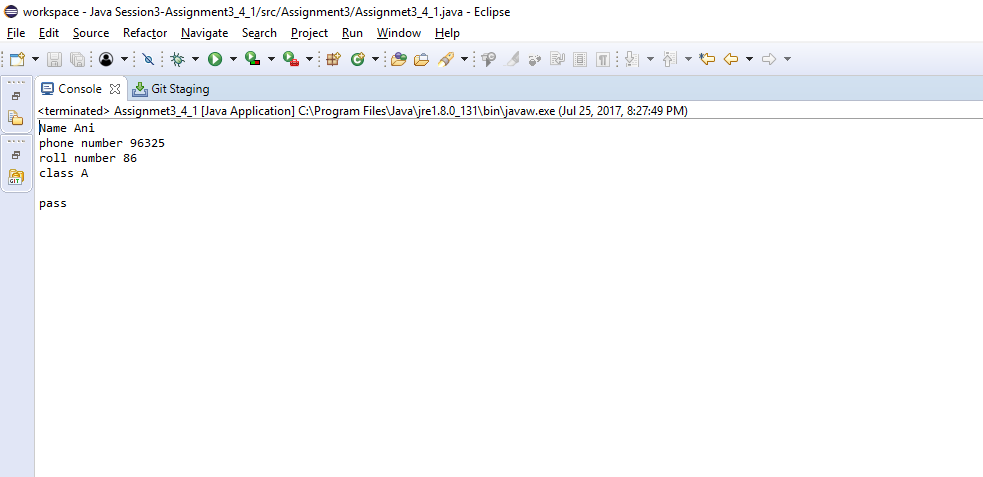 workspace - Java Session3-Assignment3_4_1/src/Assignment3/Assignmet3_4_1.java - Eclipse
File Edit Source Refactor Navigate Search Project Run Window Help
Console Git Staging
<terminated> Assignmet3_4_1 [Java Application] C:\Program Files\Java\jre1.8.0_131\bin\javaw.exe (Jul 25, 2017, 8:27:49 PM)
Name Ani
phone number 96325
roll number 86
class A
pass
GIT